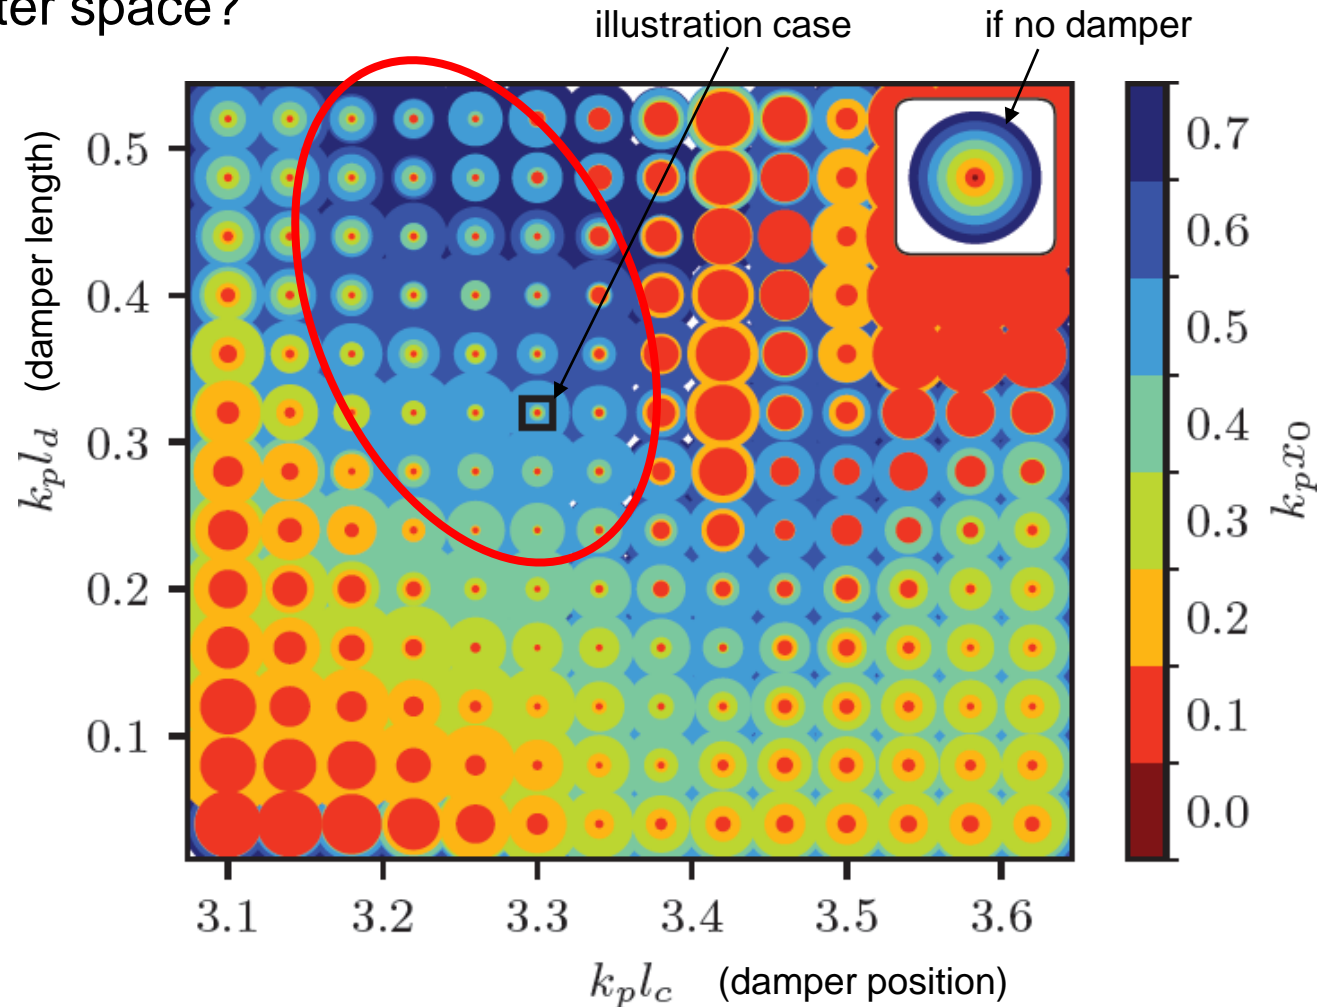 ter space?
illustration case
if no damper
0.5
0.4
0.3
0.2
0.1
k_p l_d (damper length)
3.1 3.2 3.3 3.4 3.5 3.6
k_p l_c (damper position)
0.7
0.6
0.5
0.4
0.3
0.2
0.1
0.0
k_p x_0